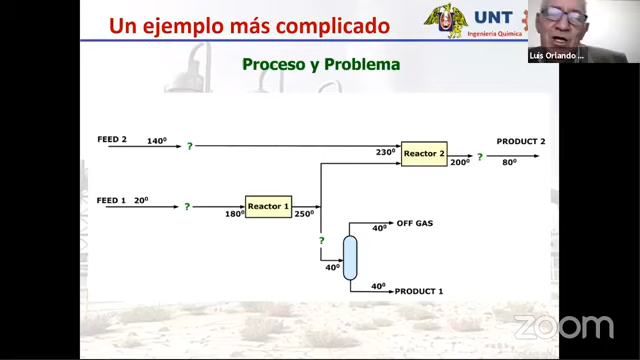 Un ejemplo más complicado
UNT
Ingeniería Química
Luis Orlando ...
Proceso y Problema
FEED 2
140⁰
?
230⁰
Reactor 2
200⁰
?
PRODUCT 2
80⁰
FEED 1
20⁰
?
180⁰
Reactor 1
250⁰
?
40⁰
40⁰
OFF GAS
40⁰
PRODUCT 1
zoom